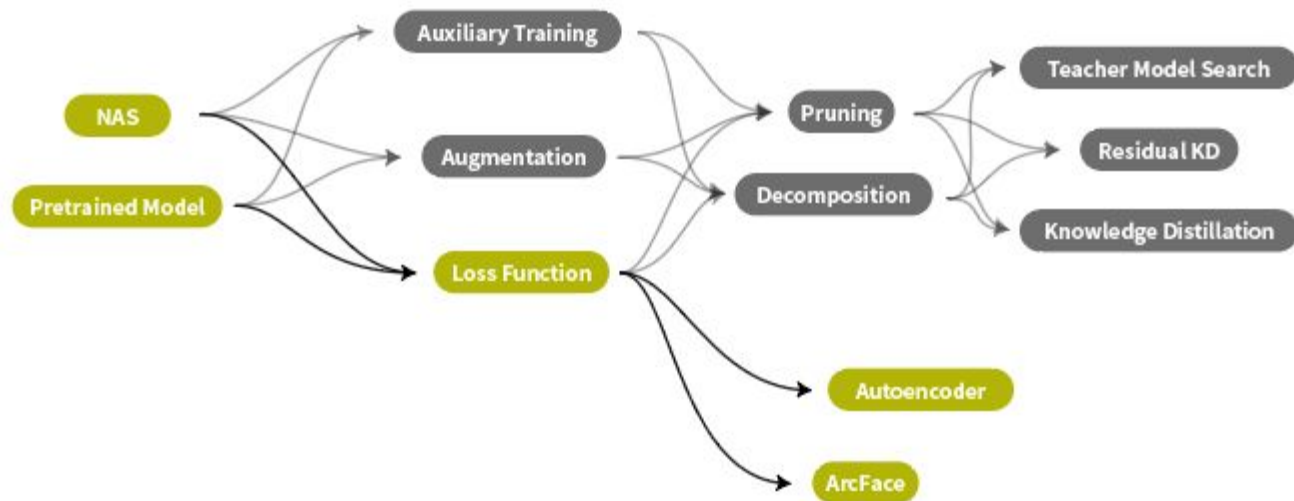 NAS
Pretrained Model
Auxiliary Training
Augmentation
Loss Function
Pruning
Decomposition
Autoencoder
ArcFace
Teacher Model Search
Residual KD
Knowledge Distillation